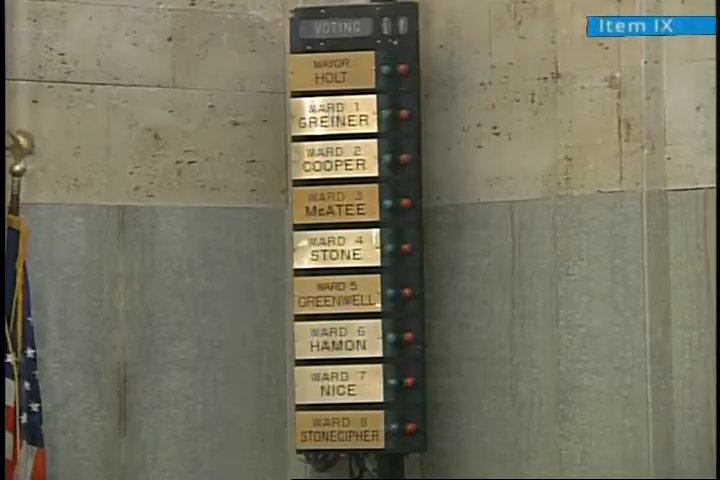 Item IX
VOTING
MAYOR
HOLT
WARD 1
GREINER
WARD 2
COOPER
WARD 3
McATEE
WARD 4
STONE
WARD 5
GREENWELL
WARD 6
HAMON
WARD 7
NICE
WARD 8
STONECIPHER